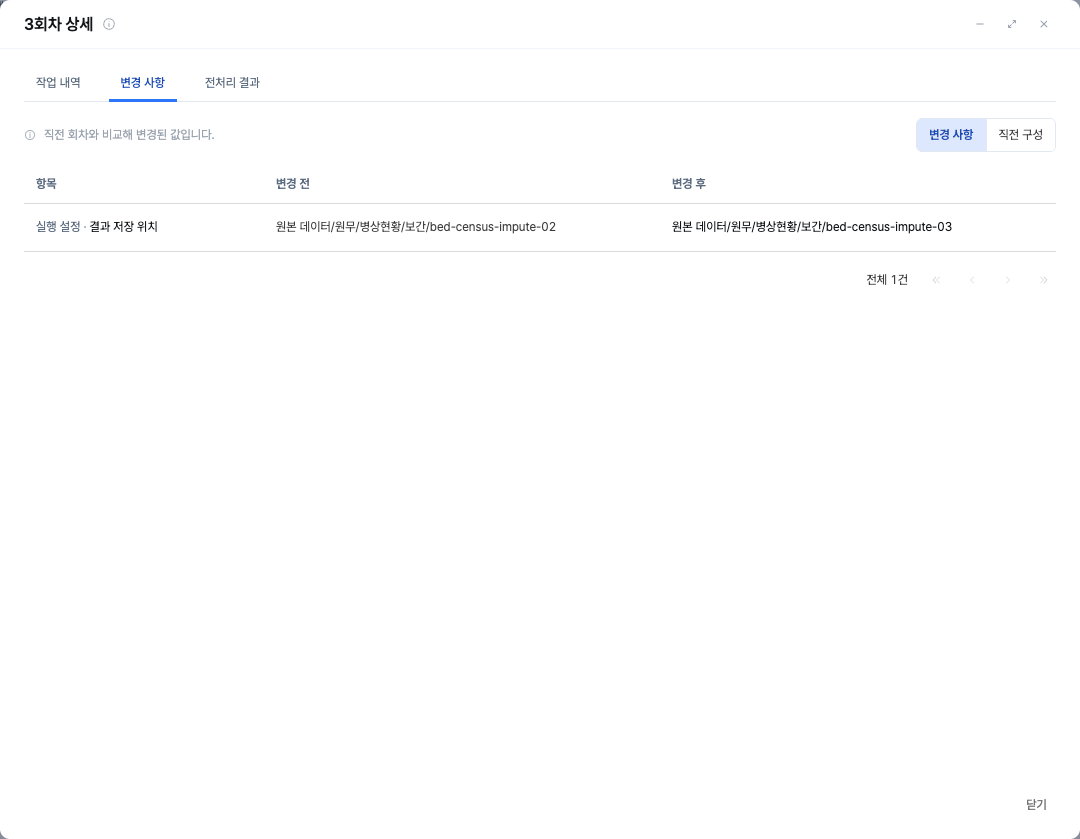 3회차 상세
작업 내역 변경 사항 전처리 결과
직전 회차와 비교해 변경된 값입니다.
변경 사항 직전 구성
항목 변경 전 변경 후
실행 설정 · 결과 저장 위치 원본 데이터/원무/병상현황/보간/bed-census-impute-02 원본 데이터/원무/병상현황/보간/bed-census-impute-03
전체 1건
닫기